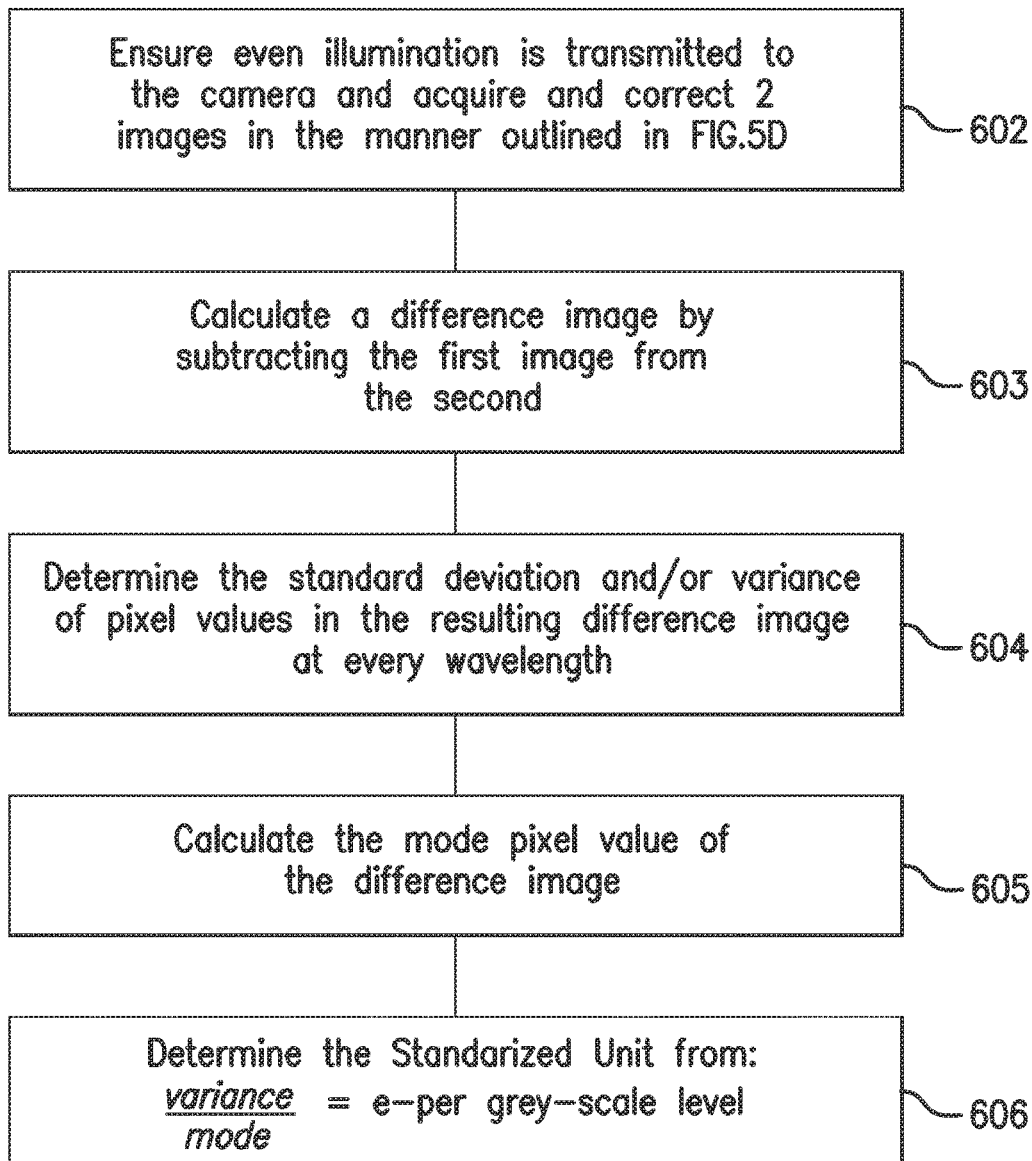 Ensure even illumination is transmitted to
the camera and acquire and correct 2
images in the manner outlined in FIG.5D
602
Calculate a difference image by
subtracting the first image from
the second
603
Determine the standard deviation and/or variance
of pixel values in the resulting difference image
at every wavelength
604
Calculate the mode pixel value of
the difference image
605
Determine the Standarized Unit from:
variance
mode
= e-per grey-scale level
606